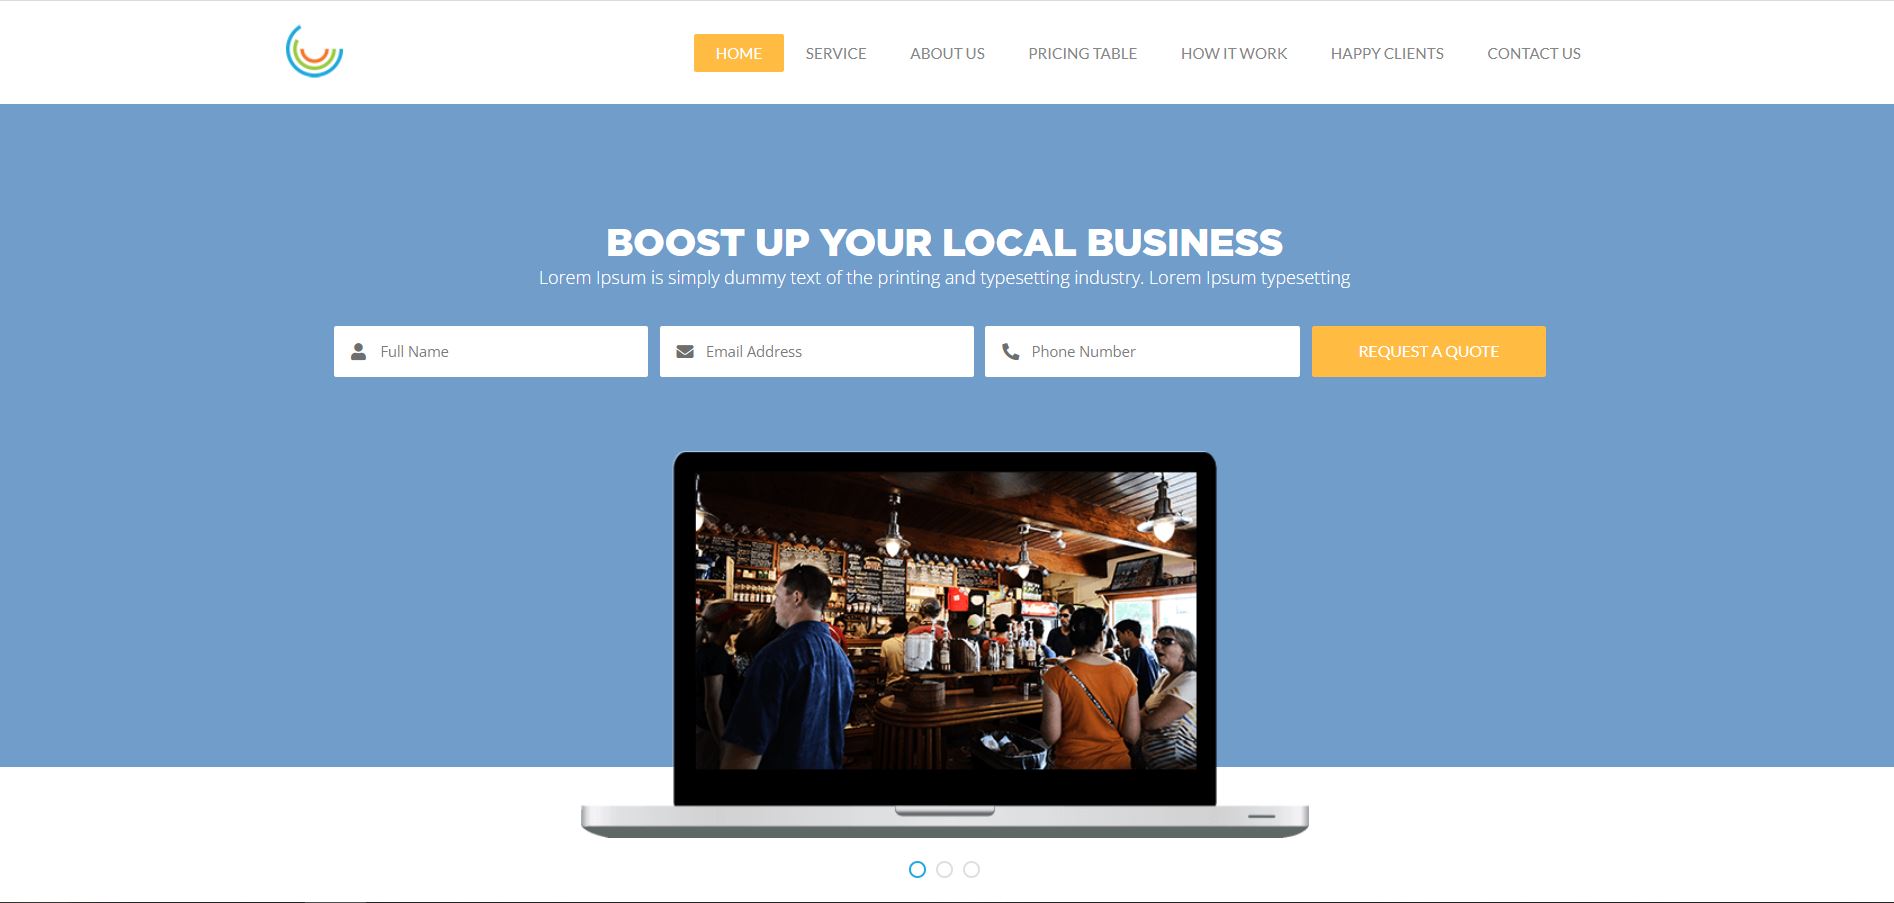 HOME SERVICE ABOUT US PRICING TABLE HOW IT WORK HAPPY CLIENTS CONTACT US
BOOST UP YOUR LOCAL BUSINESS
Lorem Ipsum is simply dummy text of the printing and typesetting industry. Lorem Ipsum typesetting
Full Name Email Address Phone Number REQUEST A QUOTE